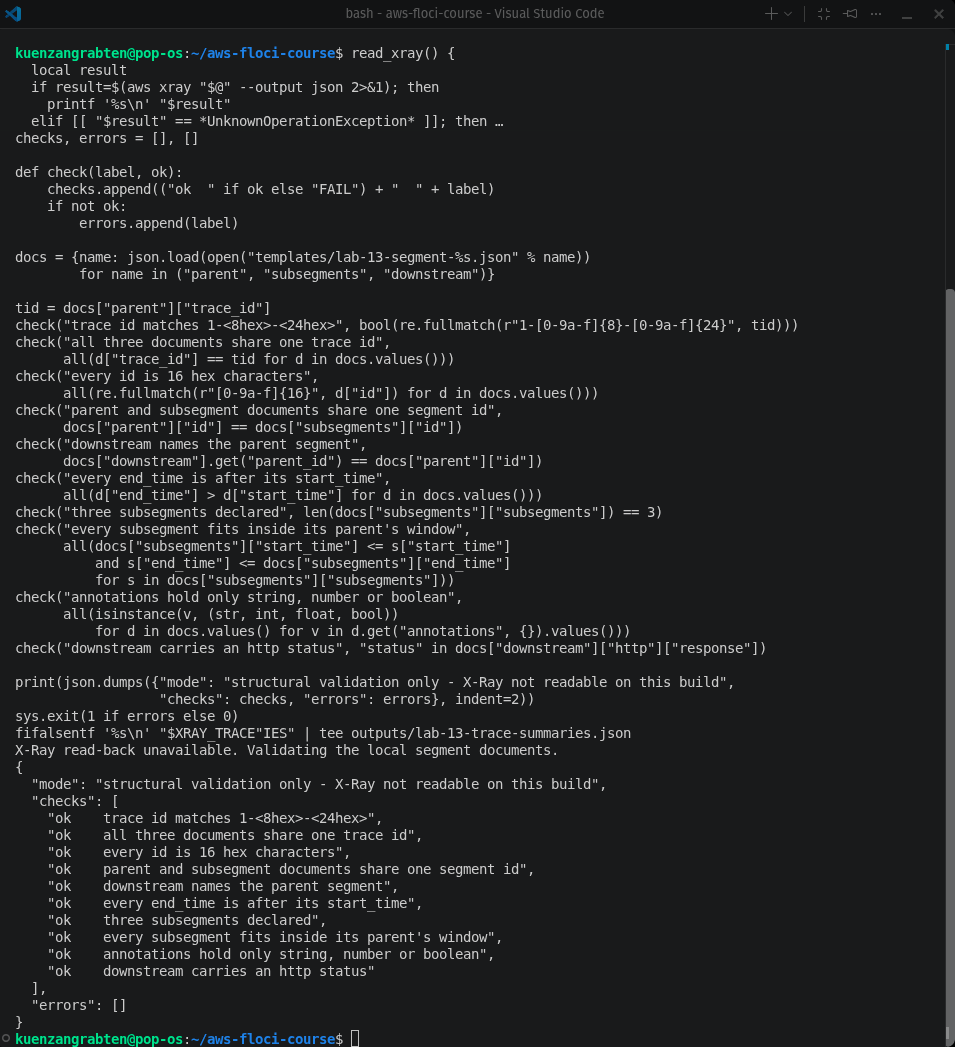 bash - aws-floci-course - Visual Studio Code
kuenzangrabten@pop-os:~/aws-floci-course$ read_xray() {
  local result
  if result=$(aws xray "$@" --output json 2>&1); then
    printf '%s\n' "$result"
  elif [[ "$result" == *UnknownOperationException* ]]; then …
checks, errors = [], []

def check(label, ok):
    checks.append(("ok  " if ok else "FAIL") + "  " + label)
    if not ok:
        errors.append(label)

docs = {name: json.load(open("templates/lab-13-segment-%s.json" % name))
        for name in ("parent", "subsegments", "downstream")}

tid = docs["parent"]["trace_id"]
check("trace id matches 1-<8hex>-<24hex>", bool(re.fullmatch(r"1-[0-9a-f]{8}-[0-9a-f]{24}", tid)))
check("all three documents share one trace id",
      all(d["trace_id"] == tid for d in docs.values()))
check("every id is 16 hex characters",
      all(re.fullmatch(r"[0-9a-f]{16}", d["id"]) for d in docs.values()))
check("parent and subsegment documents share one segment id",
      docs["parent"]["id"] == docs["subsegments"]["id"])
check("downstream names the parent segment",
      docs["downstream"].get("parent_id") == docs["parent"]["id"])
check("every end_time is after its start_time",
      all(d["end_time"] > d["start_time"] for d in docs.values()))
check("three subsegments declared", len(docs["subsegments"]["subsegments"]) == 3)
check("every subsegment fits inside its parent's window",
      all(docs["subsegments"]["start_time"] <= s["start_time"]
          and s["end_time"] <= docs["subsegments"]["end_time"]
          for s in docs["subsegments"]["subsegments"]))
check("annotations hold only string, number or boolean",
      all(isinstance(v, (str, int, float, bool))
          for d in docs.values() for v in d.get("annotations", {}).values()))
check("downstream carries an http status", "status" in docs["downstream"]["http"]["response"])

print(json.dumps({"mode": "structural validation only - X-Ray not readable on this build",
                  "checks": checks, "errors": errors}, indent=2))
sys.exit(1 if errors else 0)
fifalsentf '%s\n' "$XRAY_TRACE"IES" | tee outputs/lab-13-trace-summaries.json
X-Ray read-back unavailable. Validating the local segment documents.
{
  "mode": "structural validation only - X-Ray not readable on this build",
  "checks": [
    "ok    trace id matches 1-<8hex>-<24hex>",
    "ok    all three documents share one trace id",
    "ok    every id is 16 hex characters",
    "ok    parent and subsegment documents share one segment id",
    "ok    downstream names the parent segment",
    "ok    every end_time is after its start_time",
    "ok    three subsegments declared",
    "ok    every subsegment fits inside its parent's window",
    "ok    annotations hold only string, number or boolean",
    "ok    downstream carries an http status"
  ],
  "errors": []
}
kuenzangrabten@pop-os:~/aws-floci-course$